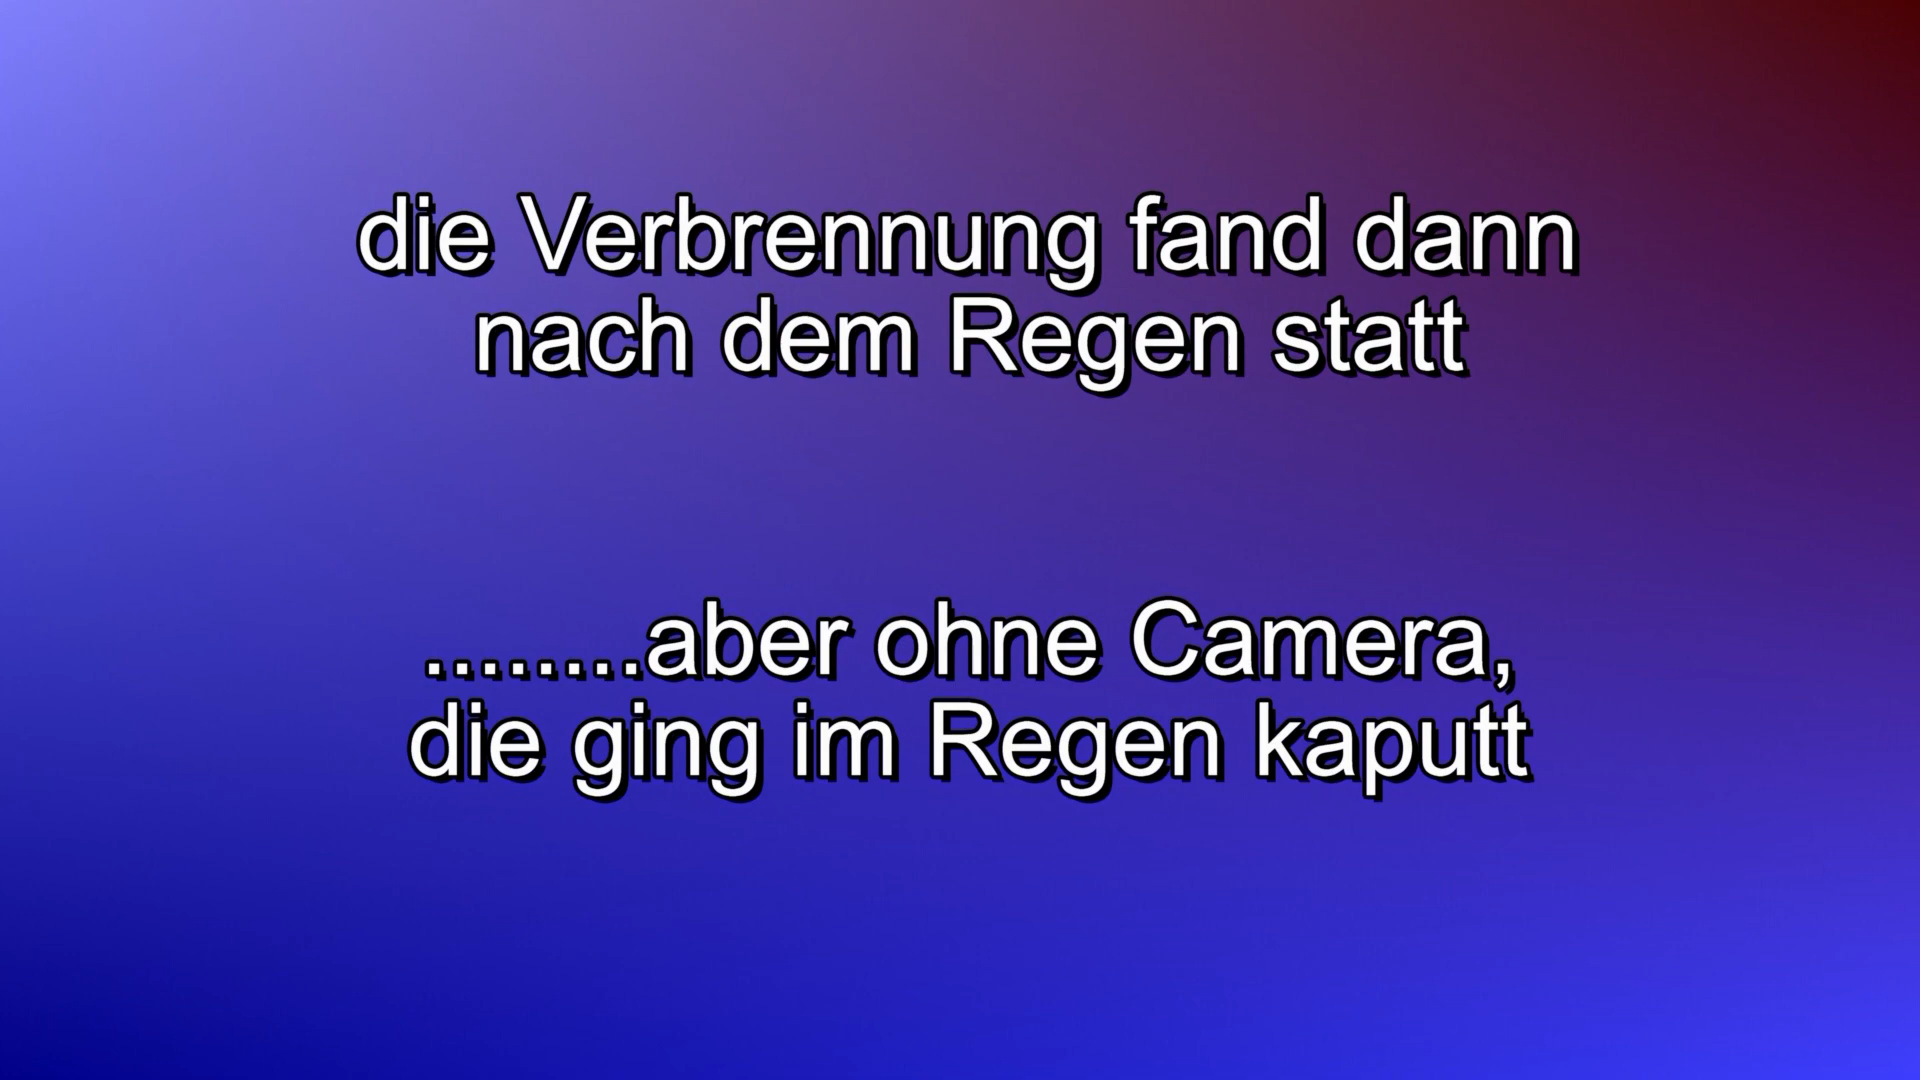 die Verbrennung fand dann
nach dem Regen statt
........aber ohne Camera,
die ging im Regen kaputt